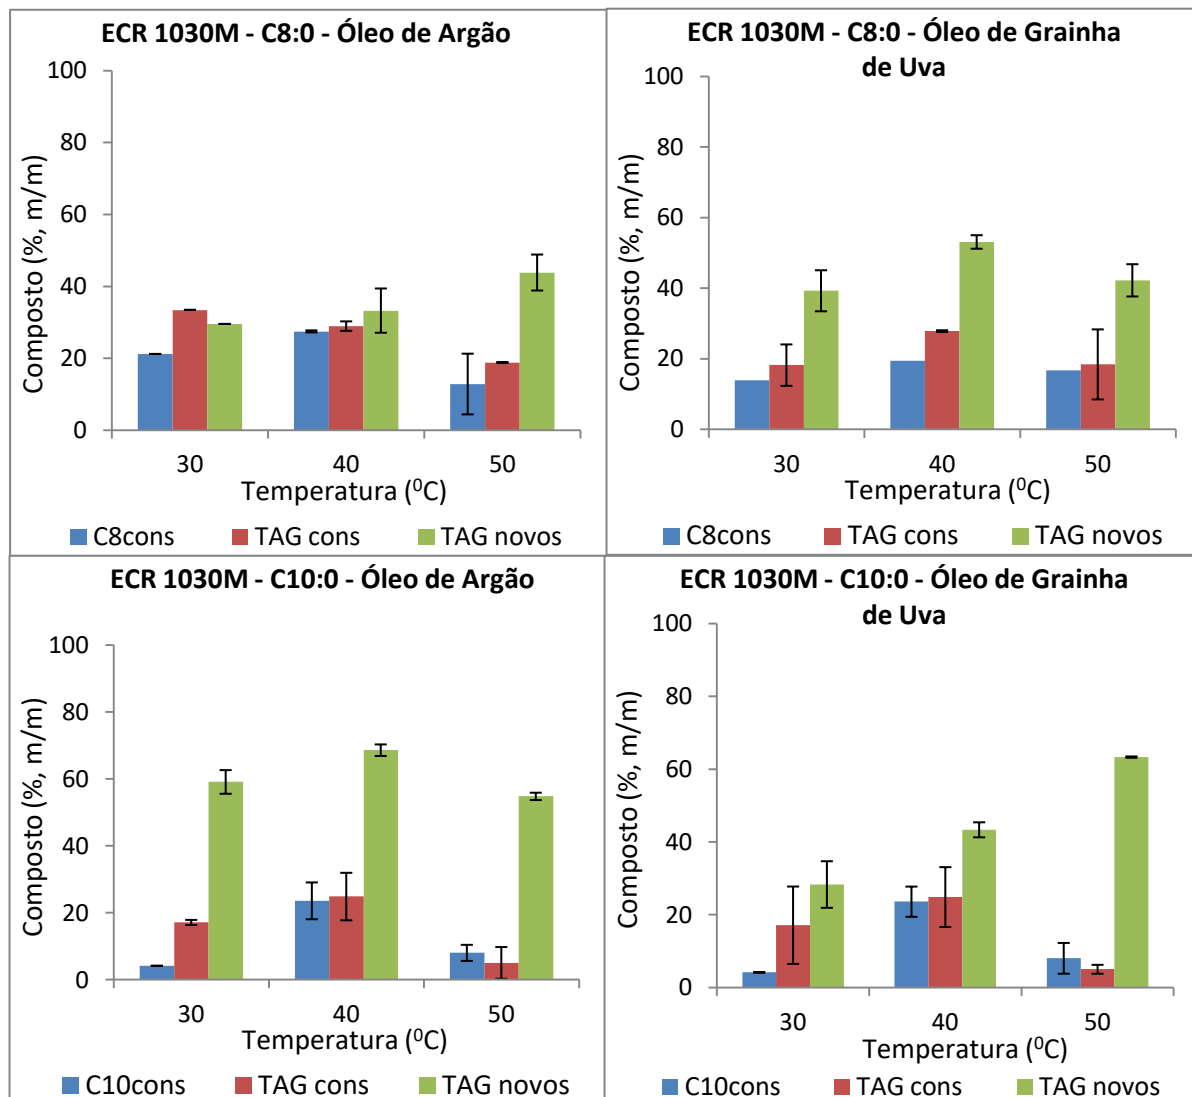 ECR 1030M - C8:0 - Óleo de Argão
100
80
60
40
20
0
Composto (%, m/m)
30 40 50
Temperatura (⁰C)
C8cons TAG cons TAG novos
ECR 1030M - C8:0 - Óleo de Grainha
de Uva
100
80
60
40
20
0
Composto (%, m/m)
30 40 50
Temperatura (⁰C)
C8cons TAG cons TAG novos
ECR 1030M - C10:0 - Óleo de Argão
100
80
60
40
20
0
Composto (%, m/m)
30 40 50
Temperatura (⁰C)
C10cons TAG cons TAG novos
ECR 1030M - C10:0 - Óleo de Grainha
de Uva
100
80
60
40
20
0
Composto (%, m/m)
30 40 50
Temperatura (⁰C)
C10cons TAG cons TAG novos